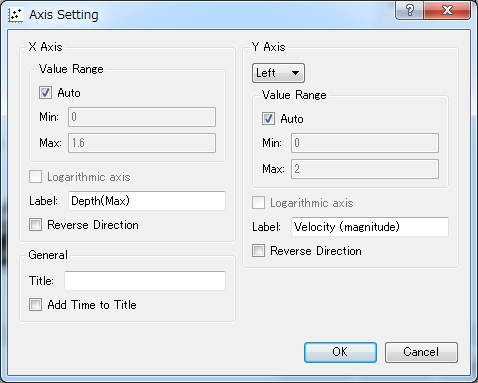 Axis Setting
?
X Axis
Value Range
Auto
Min: 0
Max: 1.6
Logarithmic axis
Label: Depth(Max)
Reverse Direction
General
Title:
Add Time to Title
Y Axis
Left
Value Range
Auto
Min: 0
Max: 2
Logarithmic axis
Label: Velocity (magnitude)
Reverse Direction
OK
Cancel